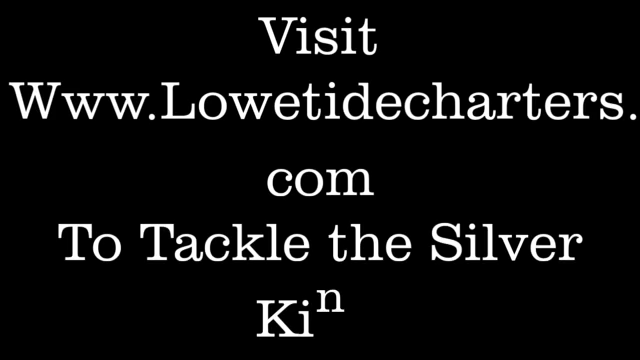 Visit
Www.Lowetidecharters.
com
To Tackle the Silver
Kin